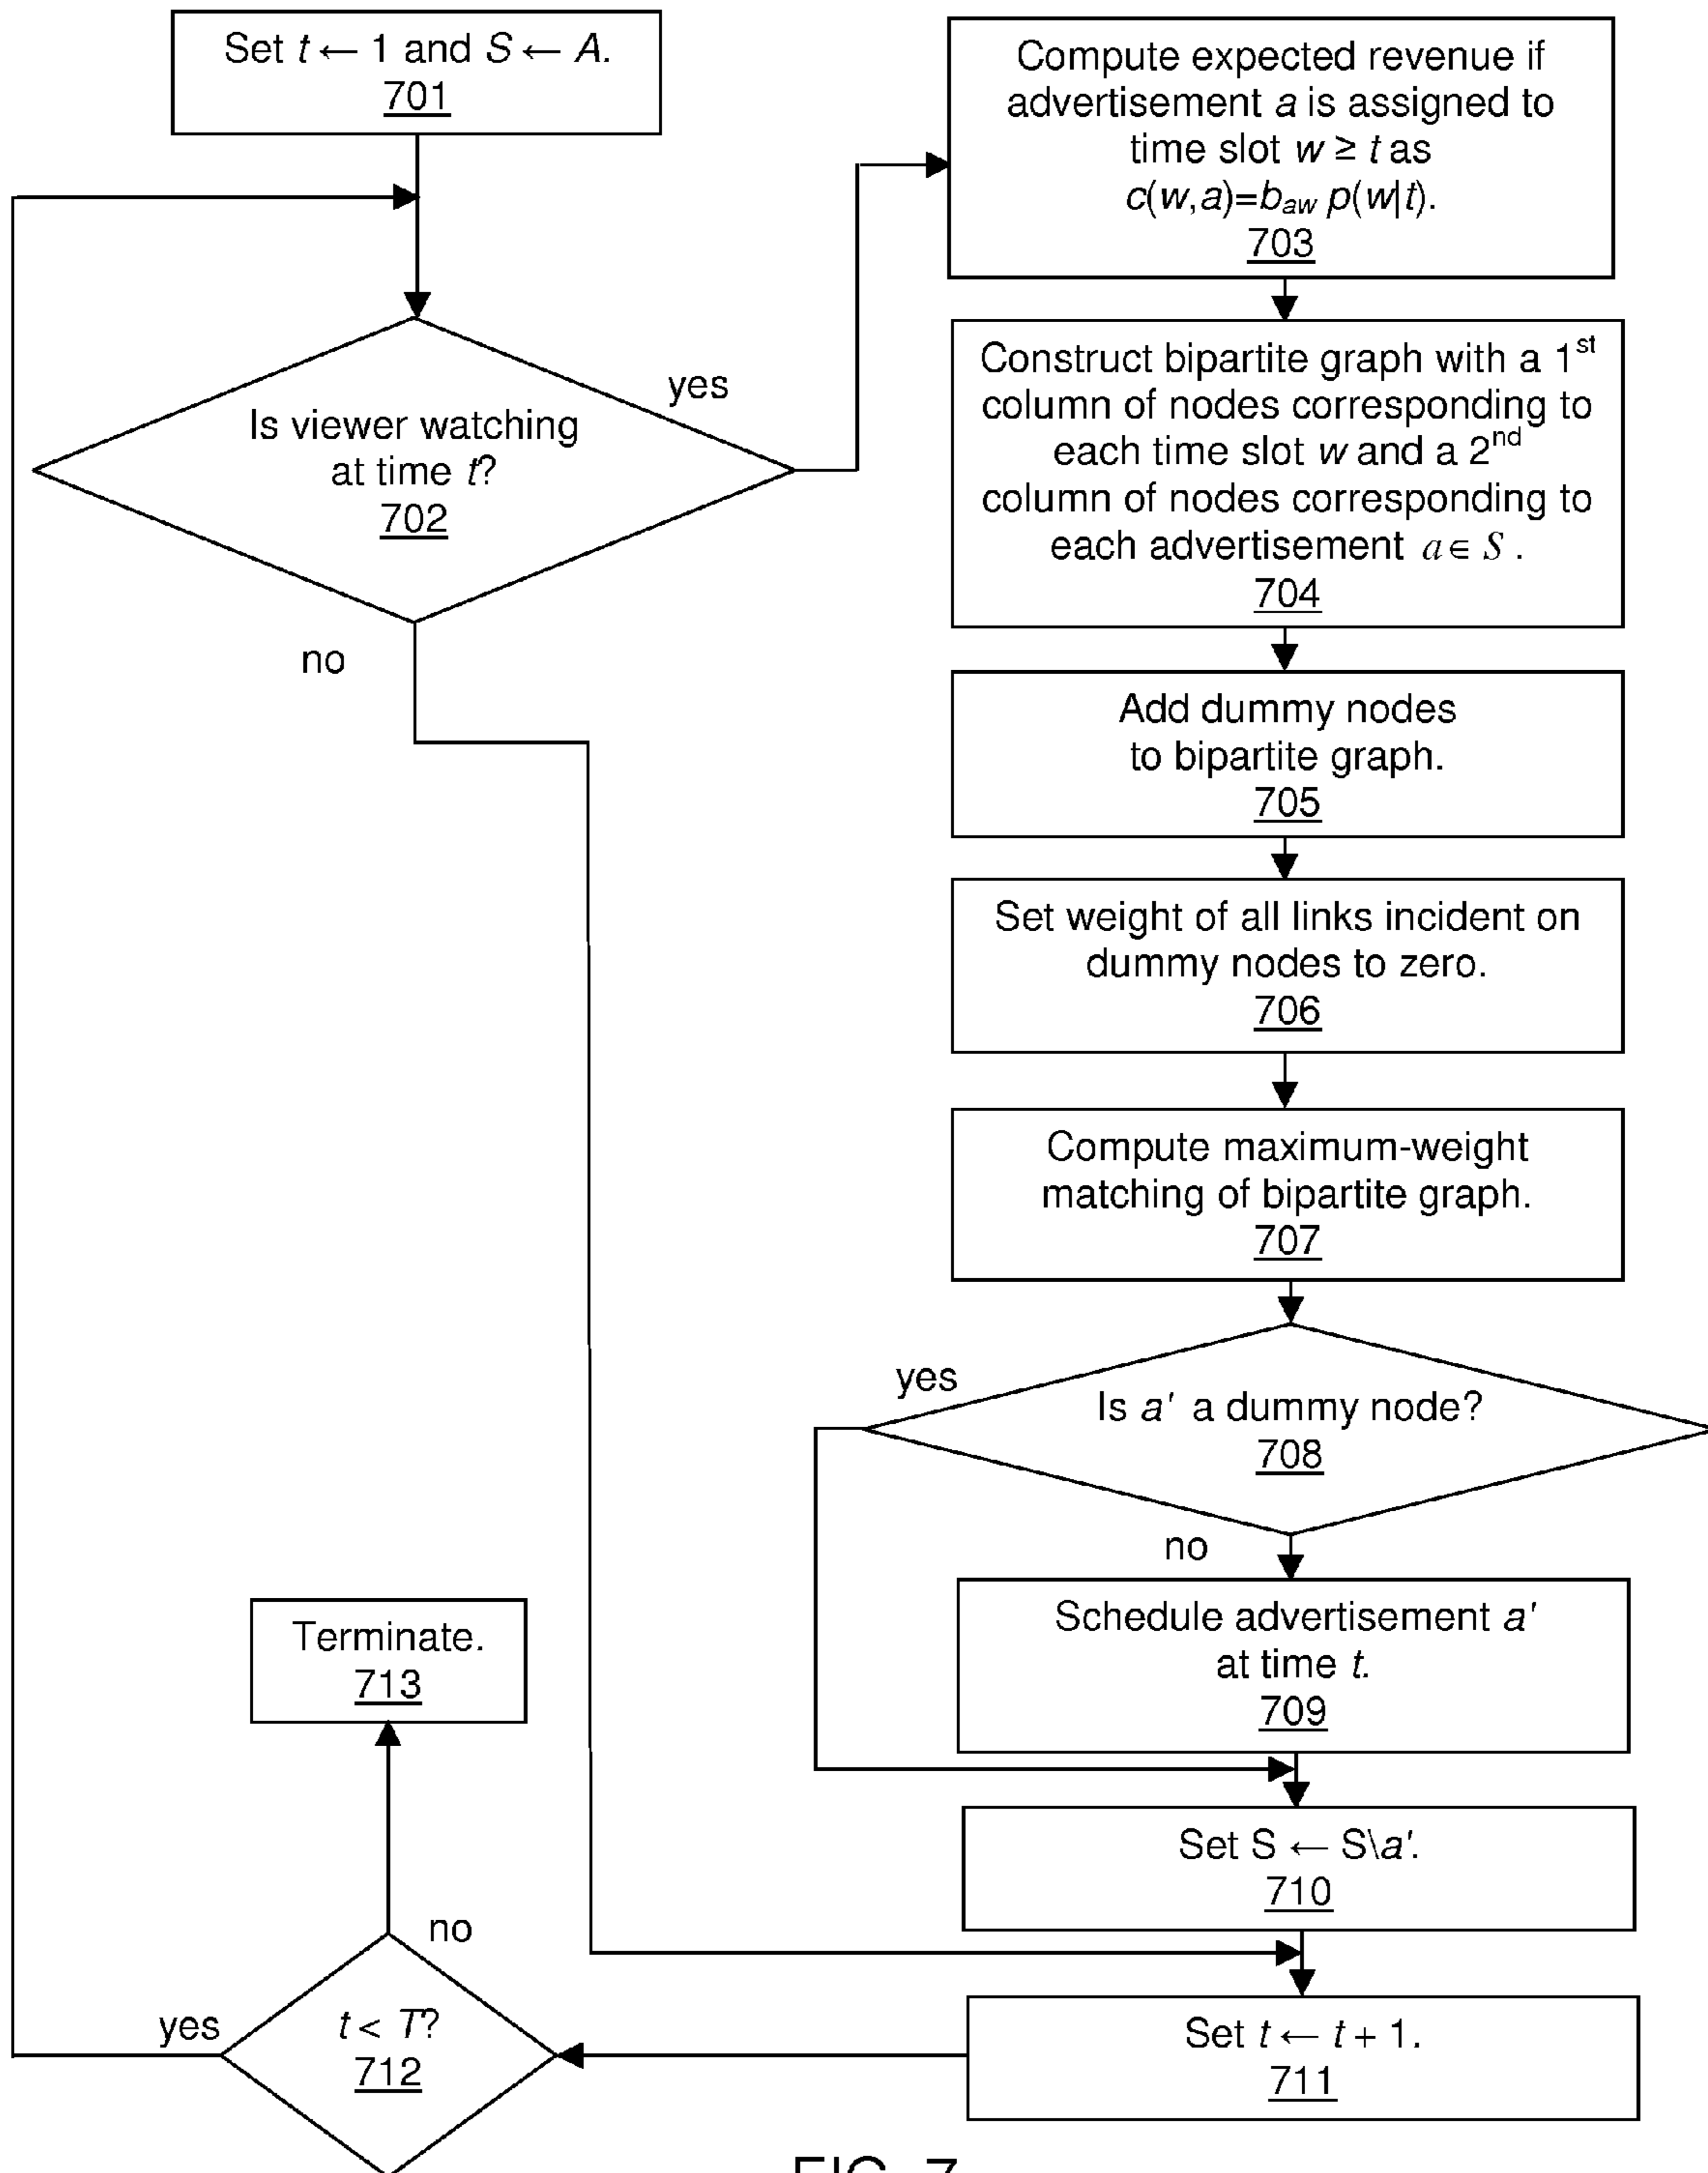 Set t ← 1 and S ← A.
701
Is viewer watching
at time t?
702
yes
no
Compute expected revenue if
advertisement a is assigned to
time slot w ≥ t as
c(w,a)=b_aw p(w|t).
703
Construct bipartite graph with a 1st
column of nodes corresponding to
each time slot w and a 2nd
column of nodes corresponding to
each advertisement a ∈ S .
704
Add dummy nodes
to bipartite graph.
705
Set weight of all links incident on
dummy nodes to zero.
706
Compute maximum-weight
matching of bipartite graph.
707
yes
Is a' a dummy node?
708
no
Schedule advertisement a'
at time t.
709
Set S ← S\a'.
710
Set t ← t + 1.
711
yes
t < T?
712
no
Terminate.
713
FIG. 7